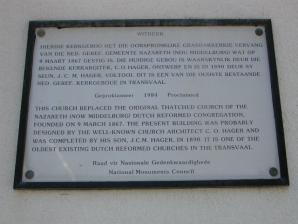 WITKERK
HIERDIE KERKGEBOU HET DIE OORSPRONKLIKE GRASDAKKERKIE VERVANG
VAN DIE NED. GEREF. GEMEENTE NAZARETH (NOU MIDDELBURG) WAT OP
9 MAART 1867 GESTIG IS. DIE HUIDIGE GEBOU IS WAARSKYNLIK DEUR DIE
BEKENDE KERKARGITEK, C.O. HAGER, ONTWERP EN IS IN 1890 DEUR SY
SEUN, J.C.M. HAGER, VOLTOOI. DIT IS EEN VAN DIE OUDSTE BESTAANDE
NED. GEREF. KERKGEBOUE IN TRANSVAAL.
Geproklameer 1984 Proclaimed
THIS CHURCH REPLACED THE ORIGINAL THATCHED CHURCH OF THE
NAZARETH (NOW MIDDELBURG) DUTCH REFORMED CONGREGATION,
FOUNDED ON 9 MARCH 1867. THE PRESENT BUILDING WAS PROBABLY
DESIGNED BY THE WELL-KNOWN CHURCH ARCHITECT C.O. HAGER AND
WAS COMPLETED BY HIS SON, J.C.M. HAGER, IN 1890. IT IS ONE OF THE
OLDEST EXISTING DUTCH REFORMED CHURCHES IN THE TRANSVAAL.
Raad vir Nasionale Gedenkwaardighede
National Monuments Council